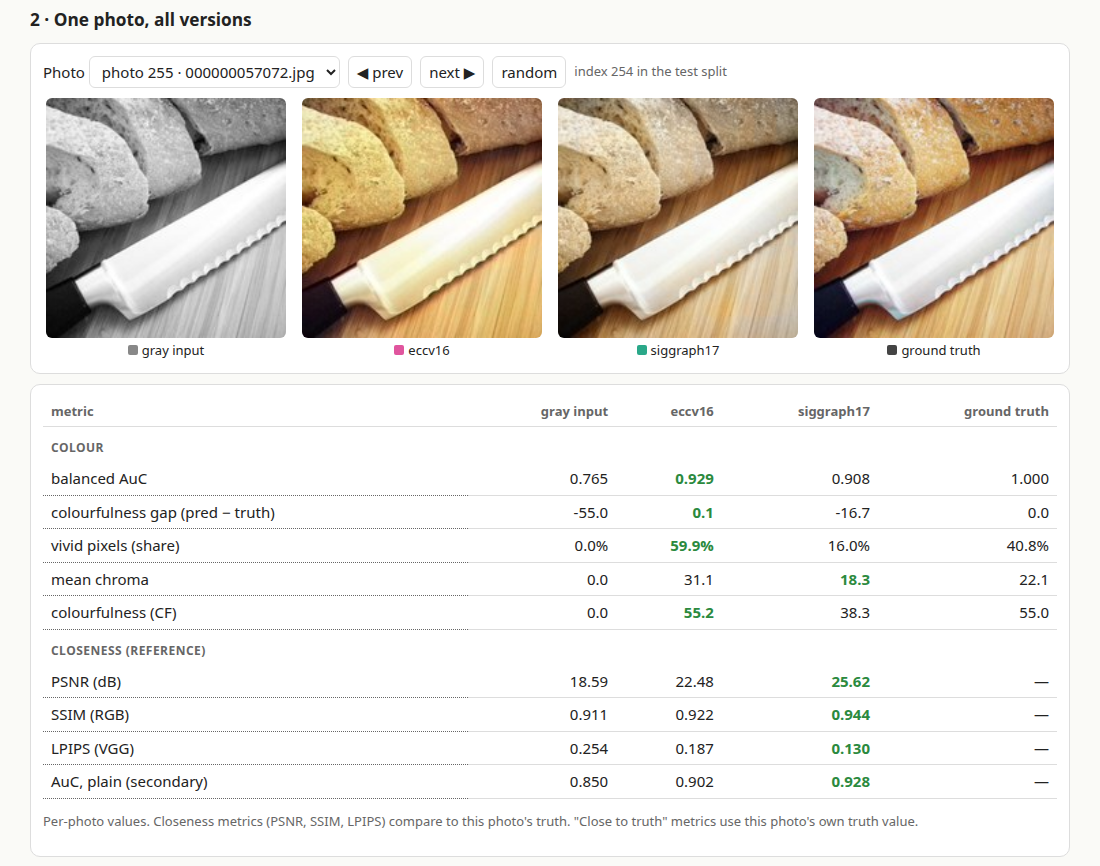 2 · One photo, all versions
Photo photo 255 · 000000057072.jpg ◀ prev next ▶ random index 254 in the test split
gray input eccv16 siggraph17 ground truth
metric gray input eccv16 siggraph17 ground truth
COLOUR
balanced AuC 0.765 0.929 0.908 1.000
colourfulness gap (pred − truth) -55.0 0.1 -16.7 0.0
vivid pixels (share) 0.0% 59.9% 16.0% 40.8%
mean chroma 0.0 31.1 18.3 22.1
colourfulness (CF) 0.0 55.2 38.3 55.0
CLOSENESS (REFERENCE)
PSNR (dB) 18.59 22.48 25.62 —
SSIM (RGB) 0.911 0.922 0.944 —
LPIPS (VGG) 0.254 0.187 0.130 —
AuC, plain (secondary) 0.850 0.902 0.928 —
Per-photo values. Closeness metrics (PSNR, SSIM, LPIPS) compare to this photo's truth. "Close to truth" metrics use this photo's own truth value.